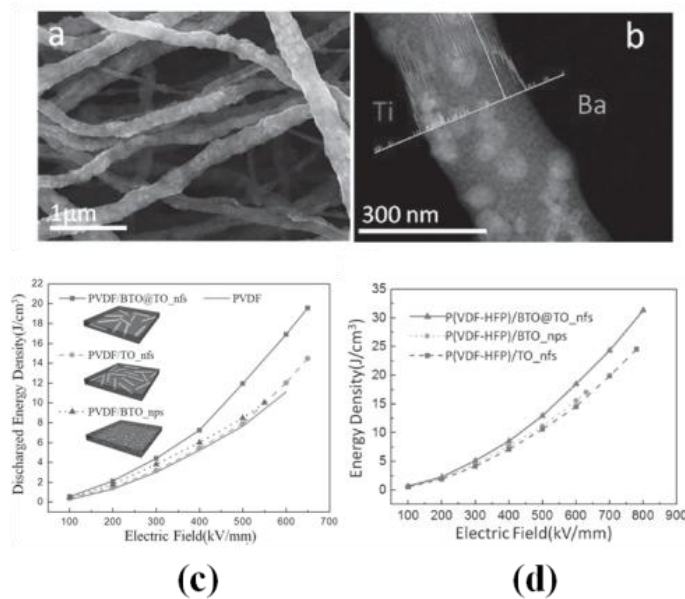 a
1μm
b
Ti
Ba
300 nm
Discharged Energy Density(J/cm³)
22
20
18
16
14
12
10
8
6
4
2
0
PVDF/BTO@TO_nfs
PVDF
PVDF/TO_nfs
PVDF/BTO_nps
100 200 300 400 500 600 700
Electric Field(kV/mm)
(c)
Energy Density(J/cm³)
35
30
25
20
15
10
5
0
P(VDF-HFP)/BTO@TO_nfs
P(VDF-HFP)/BTO_nps
P(VDF-HFP)/TO_nfs
100 200 300 400 500 600 700 800 900
Electric Field(kV/mm)
(d)